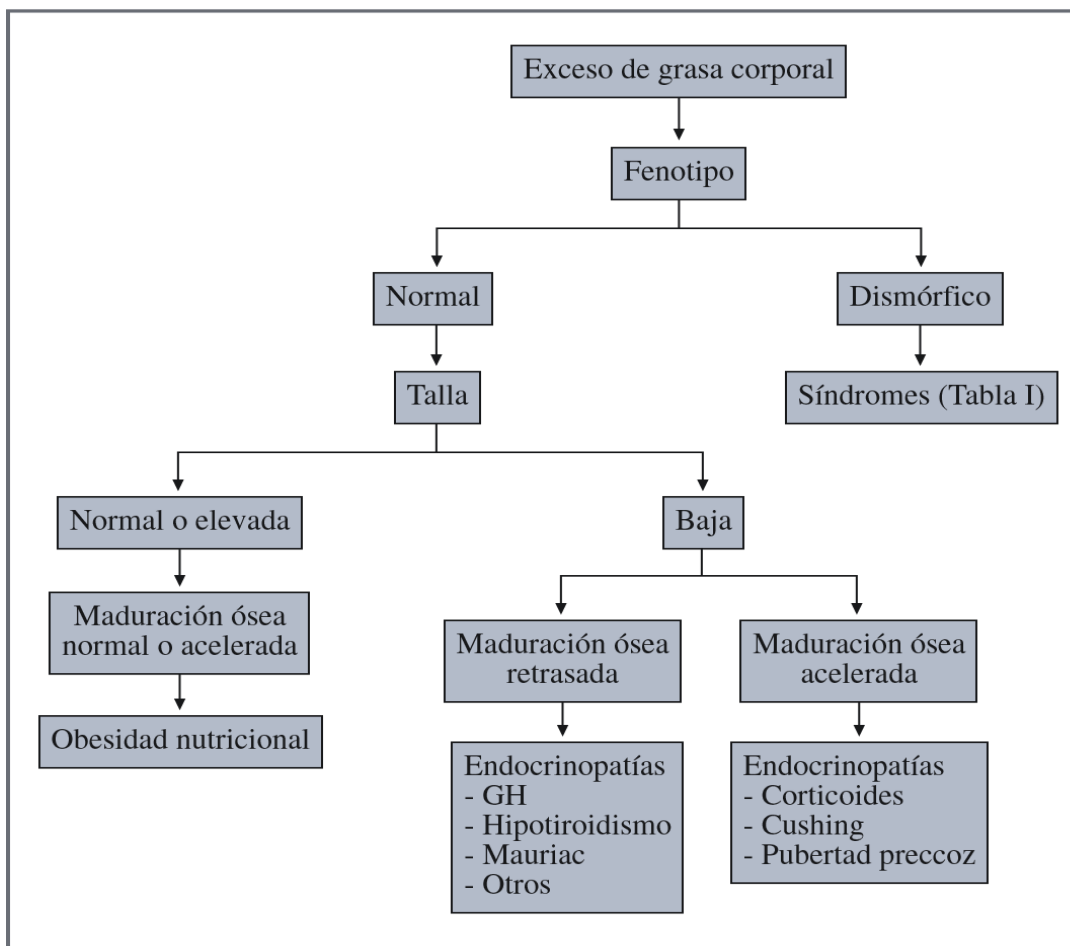 Exceso de grasa corporal
Fenotipo
Normal
Dismórfico
Talla
Síndromes (Tabla I)
Normal o elevada
Baja
Maduración ósea
normal o acelerada
Maduración ósea
retrasada
Maduración ósea
acelerada
Obesidad nutricional
Endocrinopatías
- GH
- Hipotiroidismo
- Mauriac
- Otros
Endocrinopatías
- Corticoides
- Cushing
- Pubertad preccoz